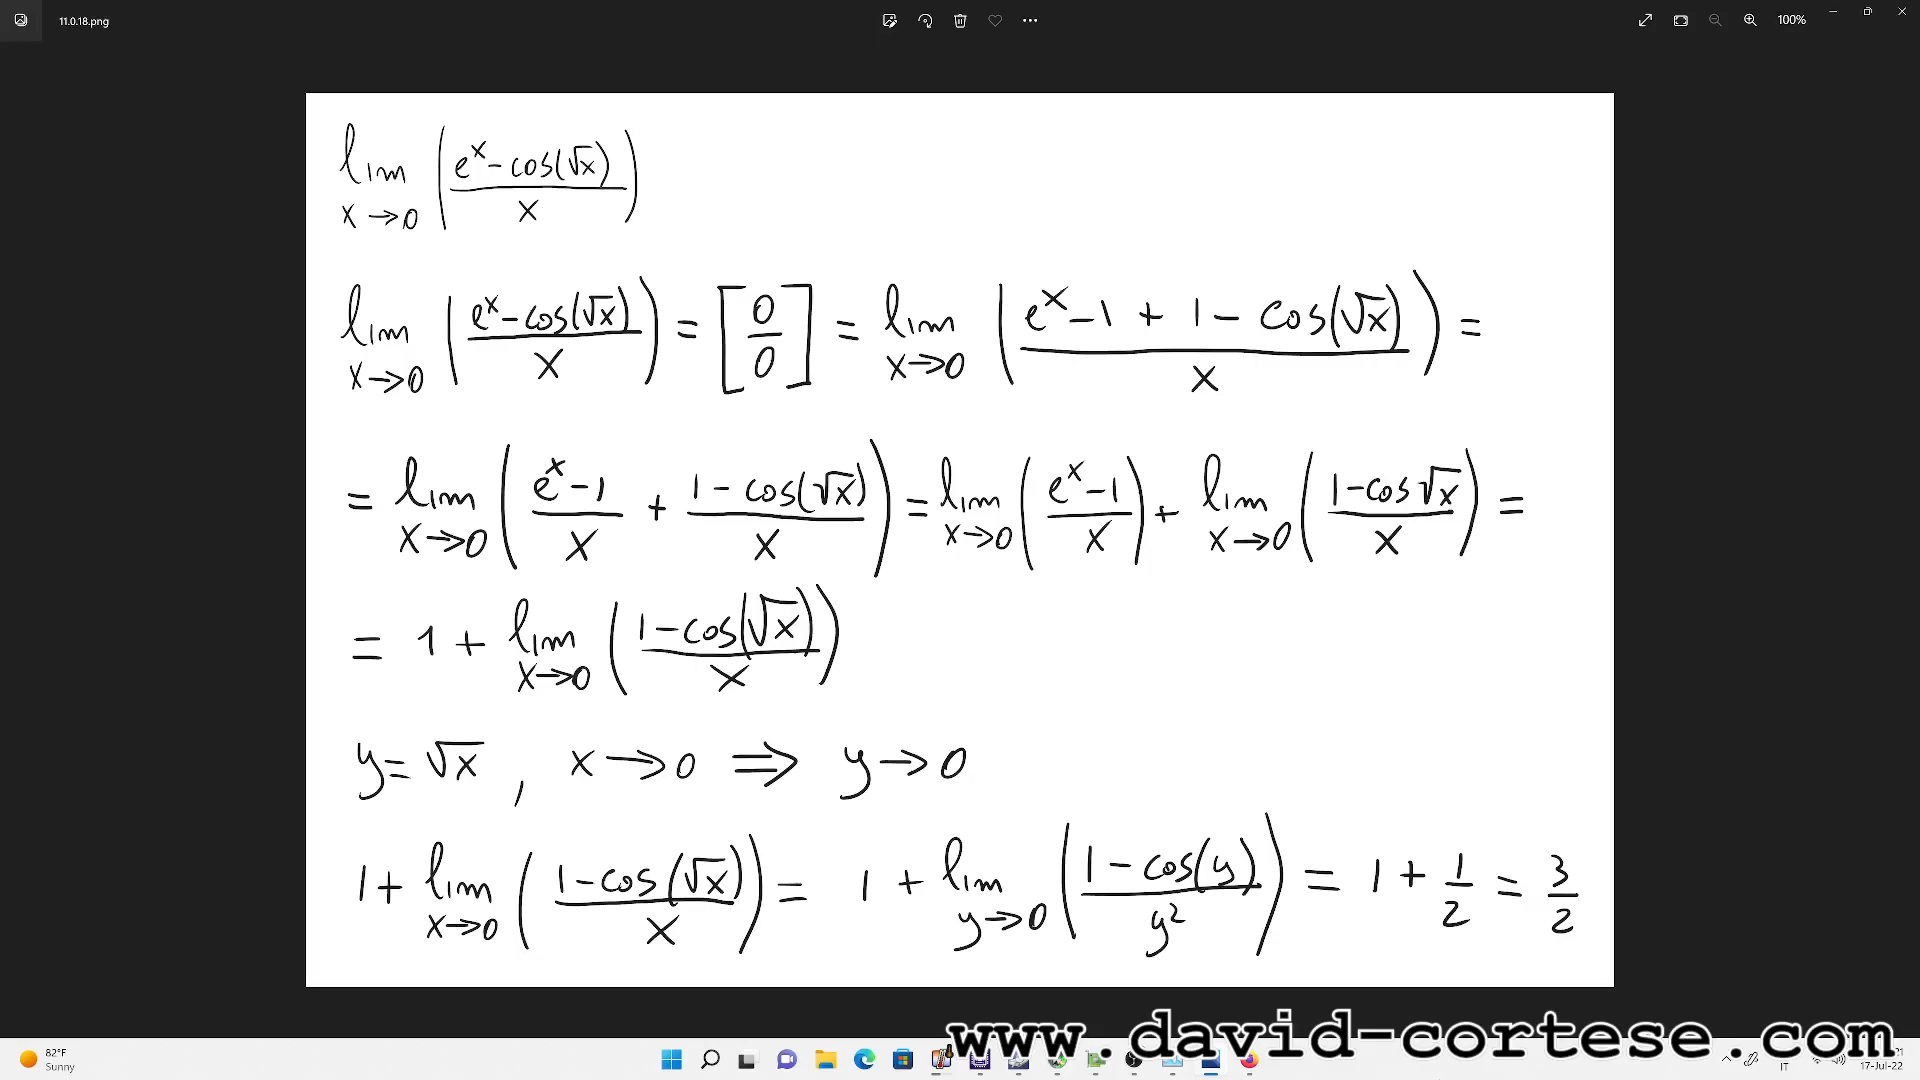 11.0.18.png
100%
lim x→0 (e^x - cos(√x) / x)
lim x→0 (e^x - cos(√x) / x) = [0/0] = lim x→0 (e^x - 1 + 1 - cos(√x) / x) =
= lim x→0 (e^x - 1 / x + 1 - cos(√x) / x) = lim x→0 (e^x - 1 / x) + lim x→0 (1 - cos√x / x) =
= 1 + lim x→0 (1 - cos(√x) / x)
y = √x , x→0 ⇒ y→0
1 + lim x→0 (1 - cos(√x) / x) = 1 + lim y→0 (1 - cos(y) / y²) = 1 + 1/2 = 3/2
www.david-cortese.com
82°F
Sunny
IT
17-Jul-22